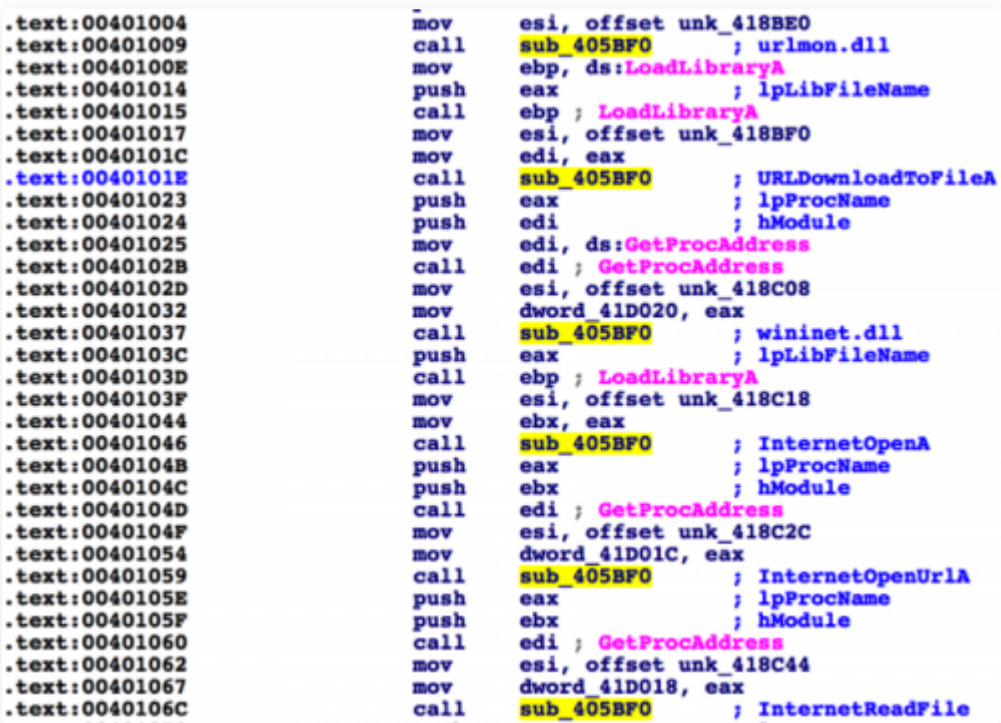 .text:00401004 mov esi, offset unk_418BE0
.text:00401009 call sub_405BF0 ; urlmon.dll
.text:0040100E mov ebp, ds:LoadLibraryA
.text:00401014 push eax ; lpLibFileName
.text:00401015 call ebp ; LoadLibraryA
.text:00401017 mov esi, offset unk_418BF0
.text:0040101C mov edi, eax
.text:0040101E call sub_405BF0 ; URLDownloadToFileA
.text:00401023 push eax ; lpProcName
.text:00401024 push edi ; hModule
.text:00401025 mov edi, ds:GetProcAddress
.text:0040102B call edi ; GetProcAddress
.text:0040102D mov esi, offset unk_418C08
.text:00401032 mov dword_41D020, eax
.text:00401037 call sub_405BF0 ; wininet.dll
.text:0040103C push eax ; lpLibFileName
.text:0040103D call ebp ; LoadLibraryA
.text:0040103F mov esi, offset unk_418C18
.text:00401044 mov ebx, eax
.text:00401046 call sub_405BF0 ; InternetOpenA
.text:0040104B push eax ; lpProcName
.text:0040104C push ebx ; hModule
.text:0040104D call edi ; GetProcAddress
.text:0040104F mov esi, offset unk_418C2C
.text:00401054 mov dword_41D01C, eax
.text:00401059 call sub_405BF0 ; InternetOpenUrlA
.text:0040105E push eax ; lpProcName
.text:0040105F push ebx ; hModule
.text:00401060 call edi ; GetProcAddress
.text:00401062 mov esi, offset unk_418C44
.text:00401067 mov dword_41D018, eax
.text:0040106C call sub_405BF0 ; InternetReadFile